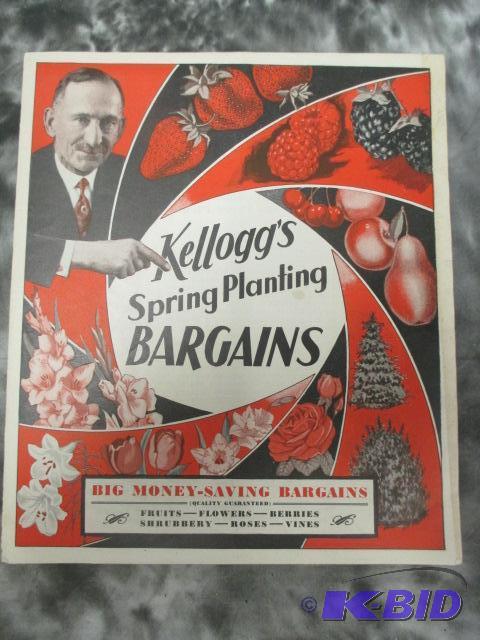 Kellogg's
Spring Planting
BARGAINS
BIG MONEY-SAVING BARGAINS
(QUALITY GUARANTEED)
FRUITS—FLOWERS—BERRIES
SHRUBBERY—ROSES—VINES
© K-BID